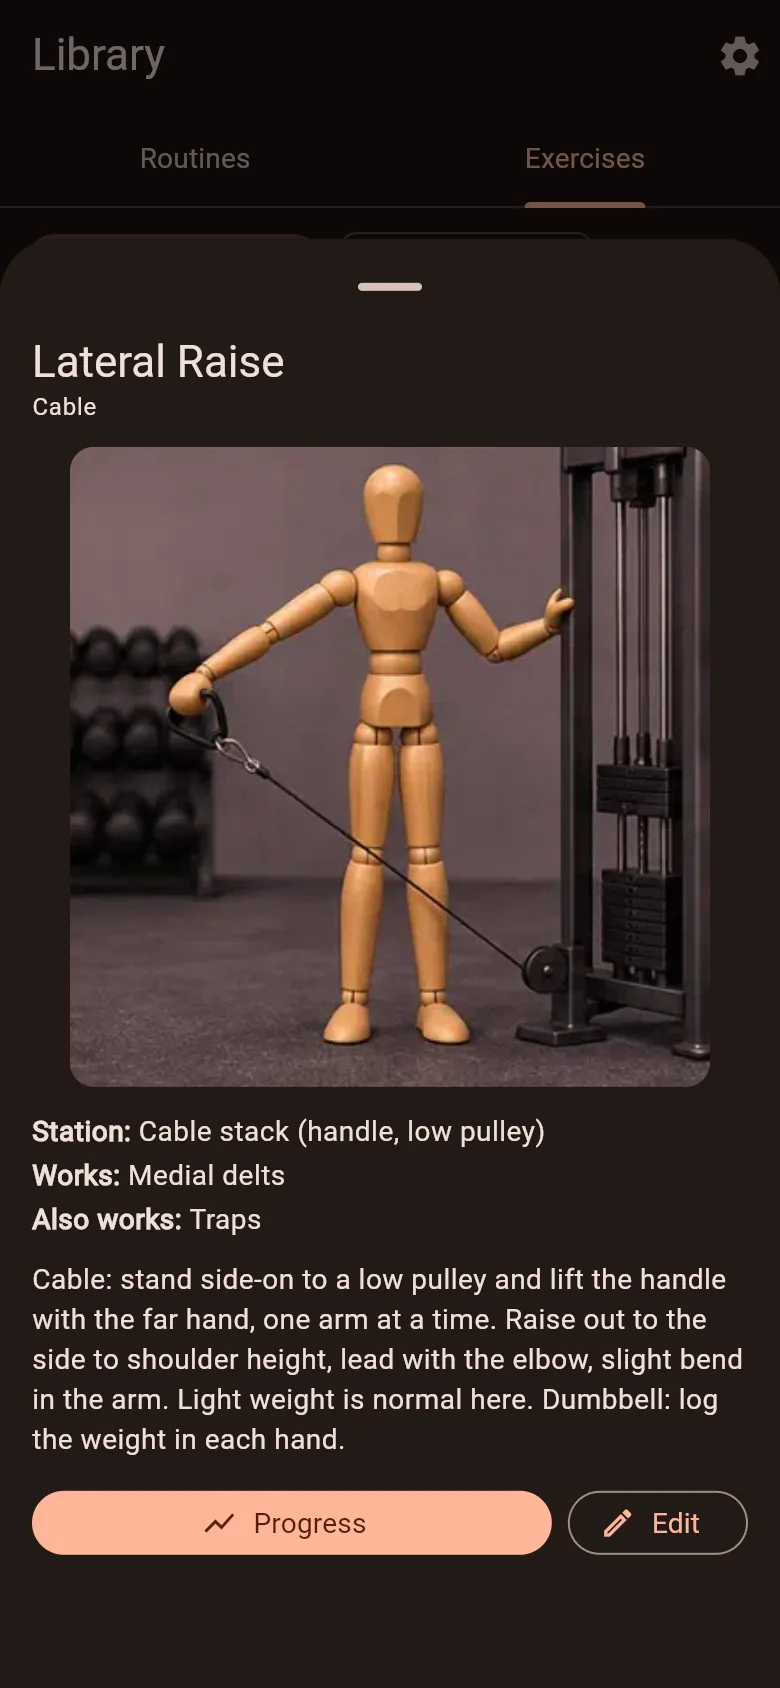 Library
Routines
Exercises
Lateral Raise
Cable
Station: Cable stack (handle, low pulley)
Works: Medial delts
Also works: Traps
Cable: stand side-on to a low pulley and lift the handle
with the far hand, one arm at a time. Raise out to the
side to shoulder height, lead with the elbow, slight bend
in the arm. Light weight is normal here. Dumbbell: log
the weight in each hand.
Progress
Edit